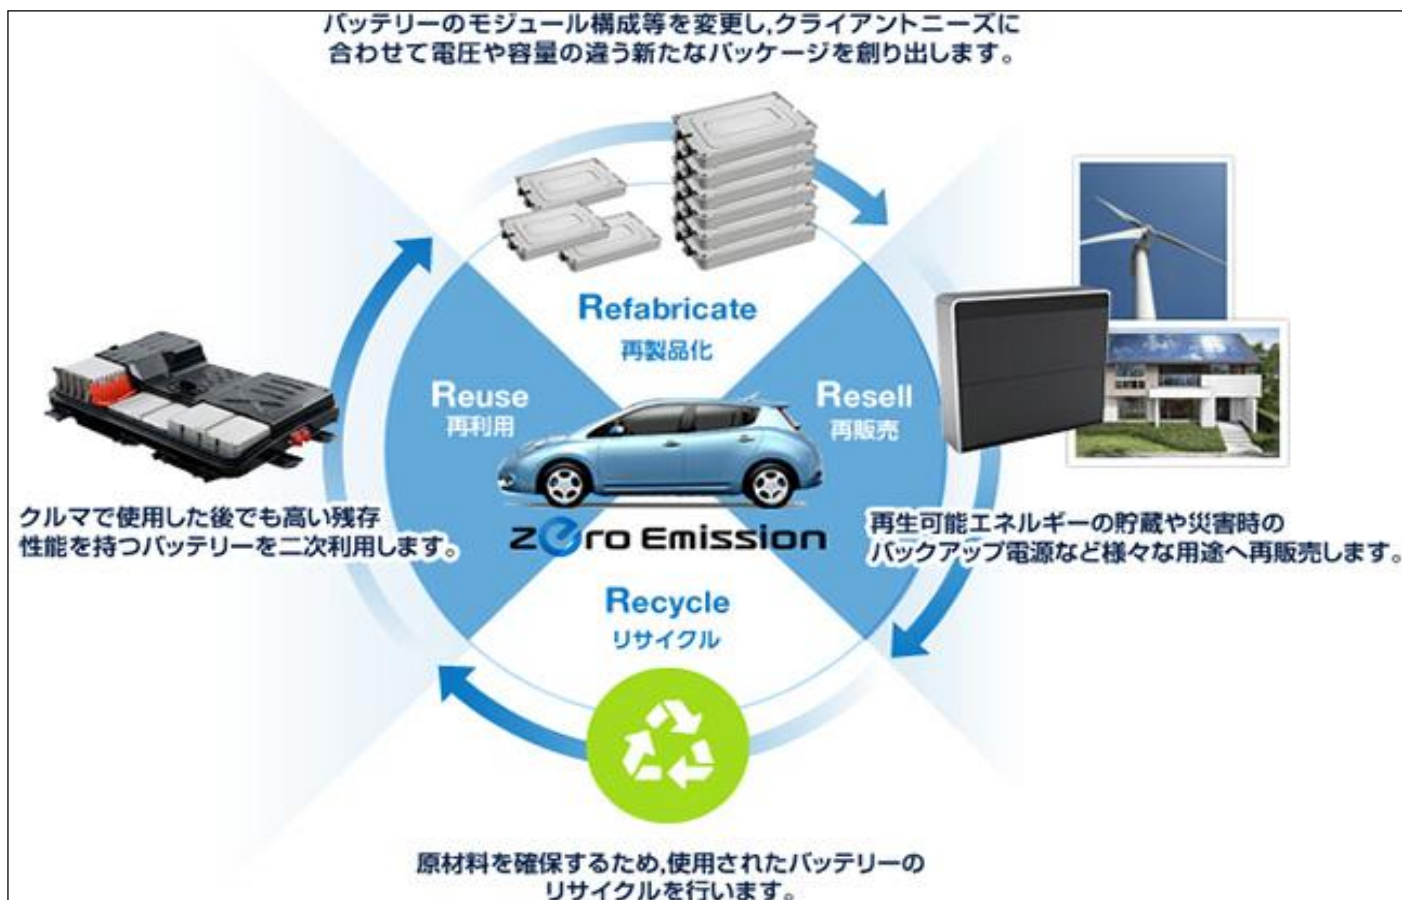 バッテリーのモジュール構成等を変更し,クライアントニーズに
合わせて電圧や容量の違う新たなパッケージを創り出します。
Refabricate
再製品化
Reuse
再利用
Resell
再販売
クルマで使用した後でも高い残存
性能を持つバッテリーを二次利用します。
zero Emission
再生可能エネルギーの貯蔵や災害時の
バックアップ電源など様々な用途へ再販売します。
Recycle
リサイクル
原材料を確保するため,使用されたバッテリーの
リサイクルを行います。